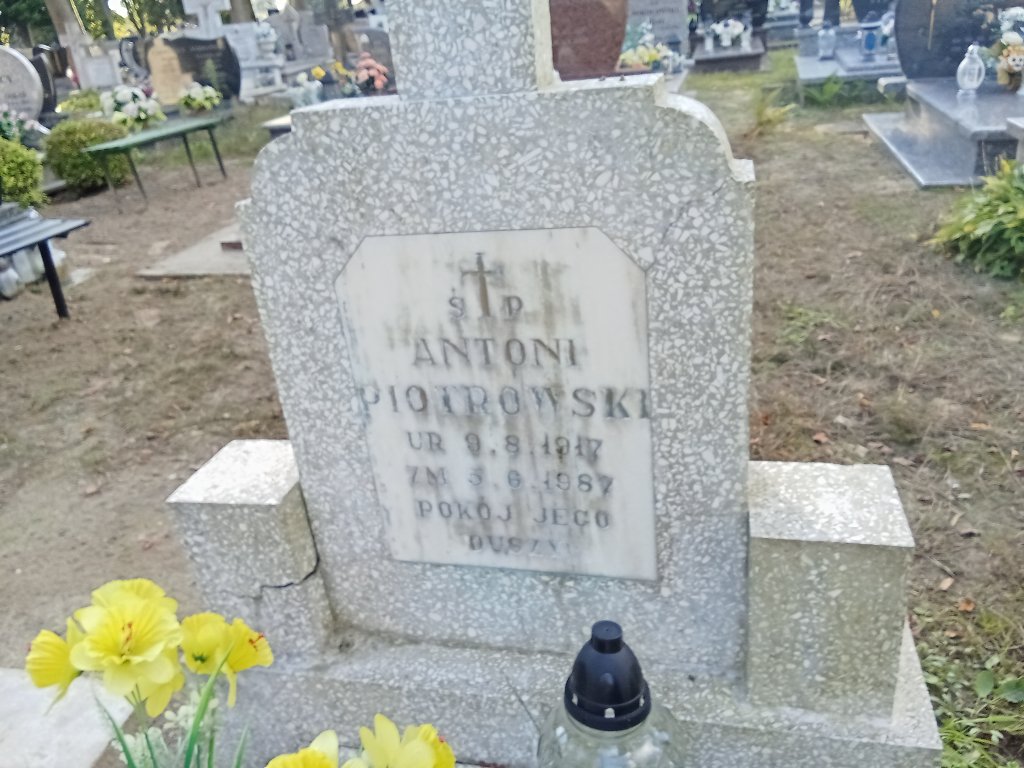 Ś P.
ANTONI
PIOTROWSKI
UR 9.8.1917
ZM 5.6.1987
POKÓJ JEGO
DUSZY